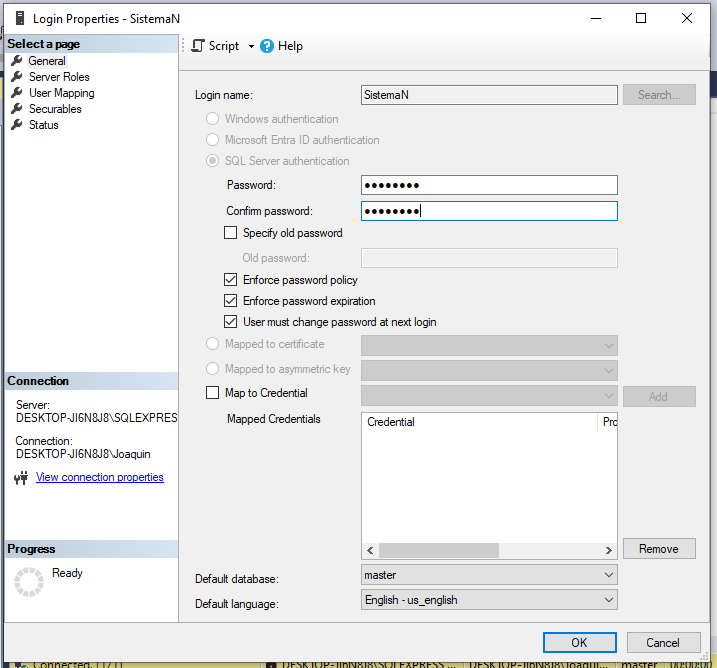 Login Properties - SistemaN
Select a page
General
Server Roles
User Mapping
Securables
Status
Script
Help
Login name:
SistemaN
Search...
Windows authentication
Microsoft Entra ID authentication
SQL Server authentication
Password:
●●●●●●●●
Confirm password:
●●●●●●●●
Specify old password
Old password:
Enforce password policy
Enforce password expiration
User must change password at next login
Mapped to certificate
Mapped to asymmetric key
Map to Credential
Add
Mapped Credentials
Credential
Pro
Remove
Default database:
master
Default language:
English - us_english
Connection
Server:
DESKTOP-JI6N8J8\SQLEXPRES
Connection:
DESKTOP-JI6N8J8\Joaquin
View connection properties
Progress
Ready
OK
Cancel
Connected. (1/1)
DESKTOP-JI6N8J8\SQLEXPRESS ...
DESKTOP-JI6N8J8\Joaqui...
master
00:00:00